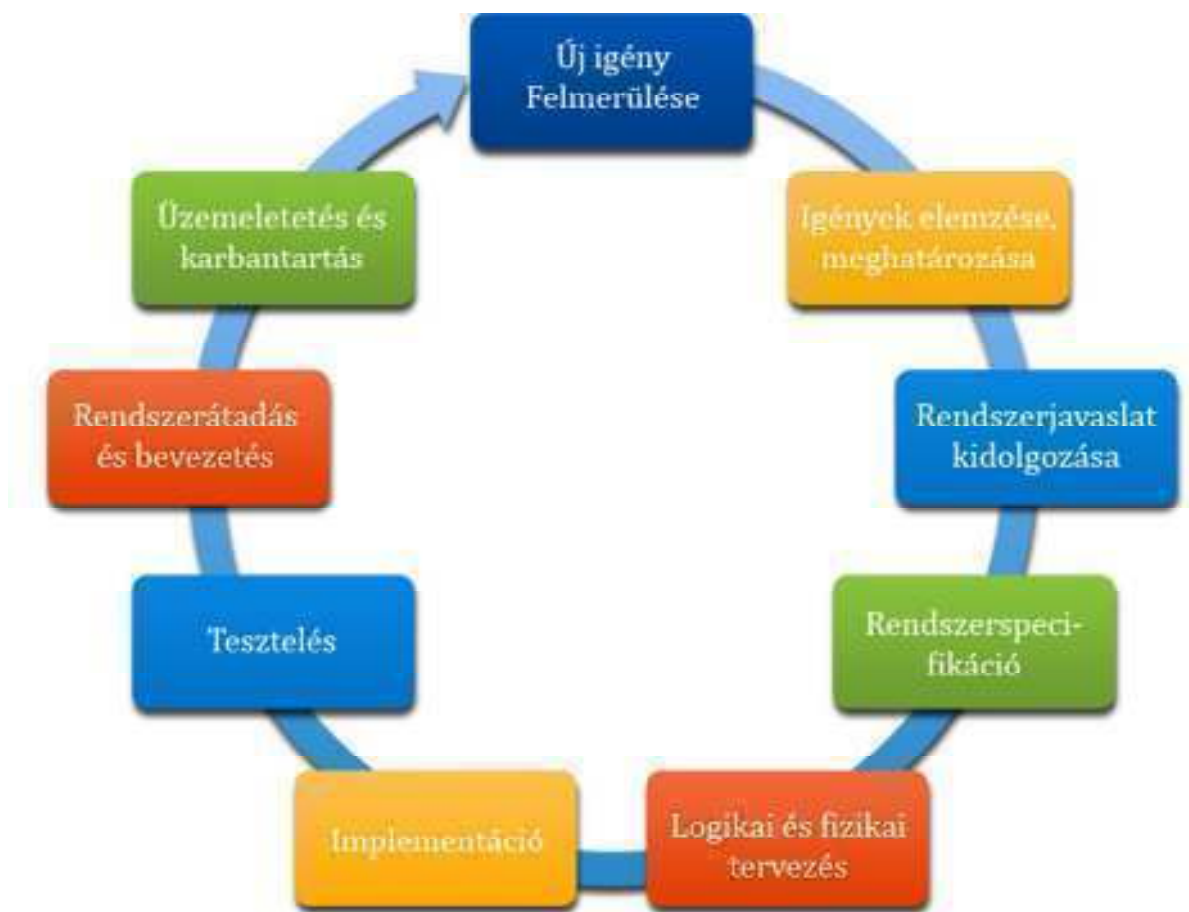 Új igény
Felmerülése
Igények elemzése,
meghatározása
Rendszerjavaslat
kidolgozása
Rendszerspeci-
fikáció
Logikai és fizikai
tervezés
Implementáció
Tesztelés
Rendszerátadás
és bevezetés
Üzemeletetés és
karbantartás